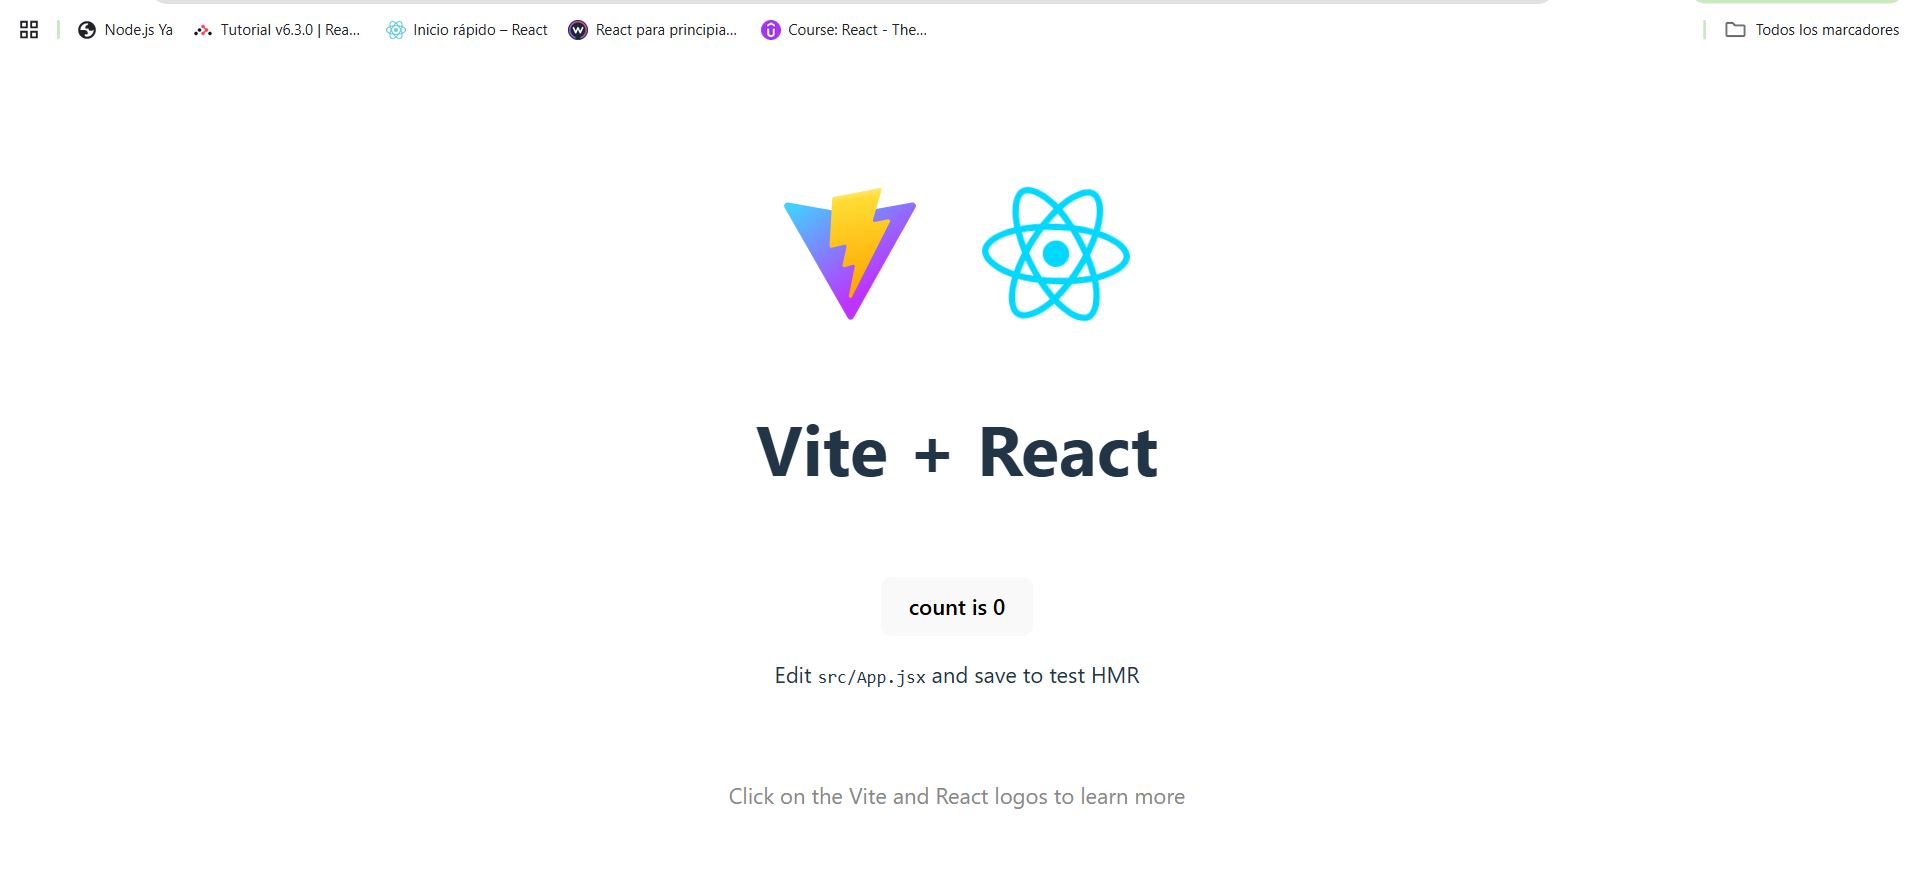 Node.js Ya
Tutorial v6.3.0 | Rea...
Inicio rápido – React
React para principia...
Course: React - The...
Todos los marcadores
Vite + React
count is 0
Edit src/App.jsx and save to test HMR
Click on the Vite and React logos to learn more